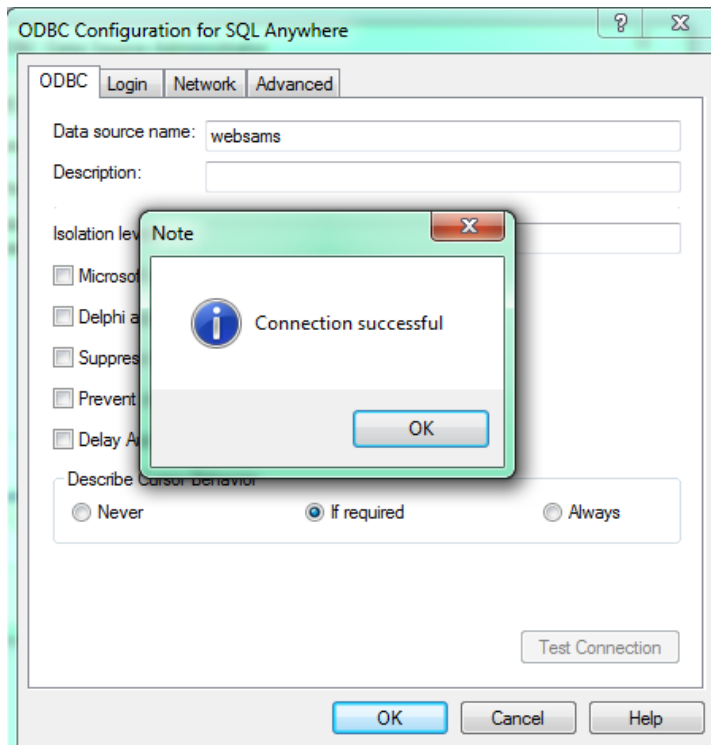 ODBC Configuration for SQL Anywhere
ODBC Login Network Advanced
Data source name: websams
Description:
Isolation lev
Note
Microsof
Connection successful
Delphi a
Suppres
Prevent
OK
Delay
Describe Cursor Behavior
Never If required Always
Test Connection
OK Cancel Help